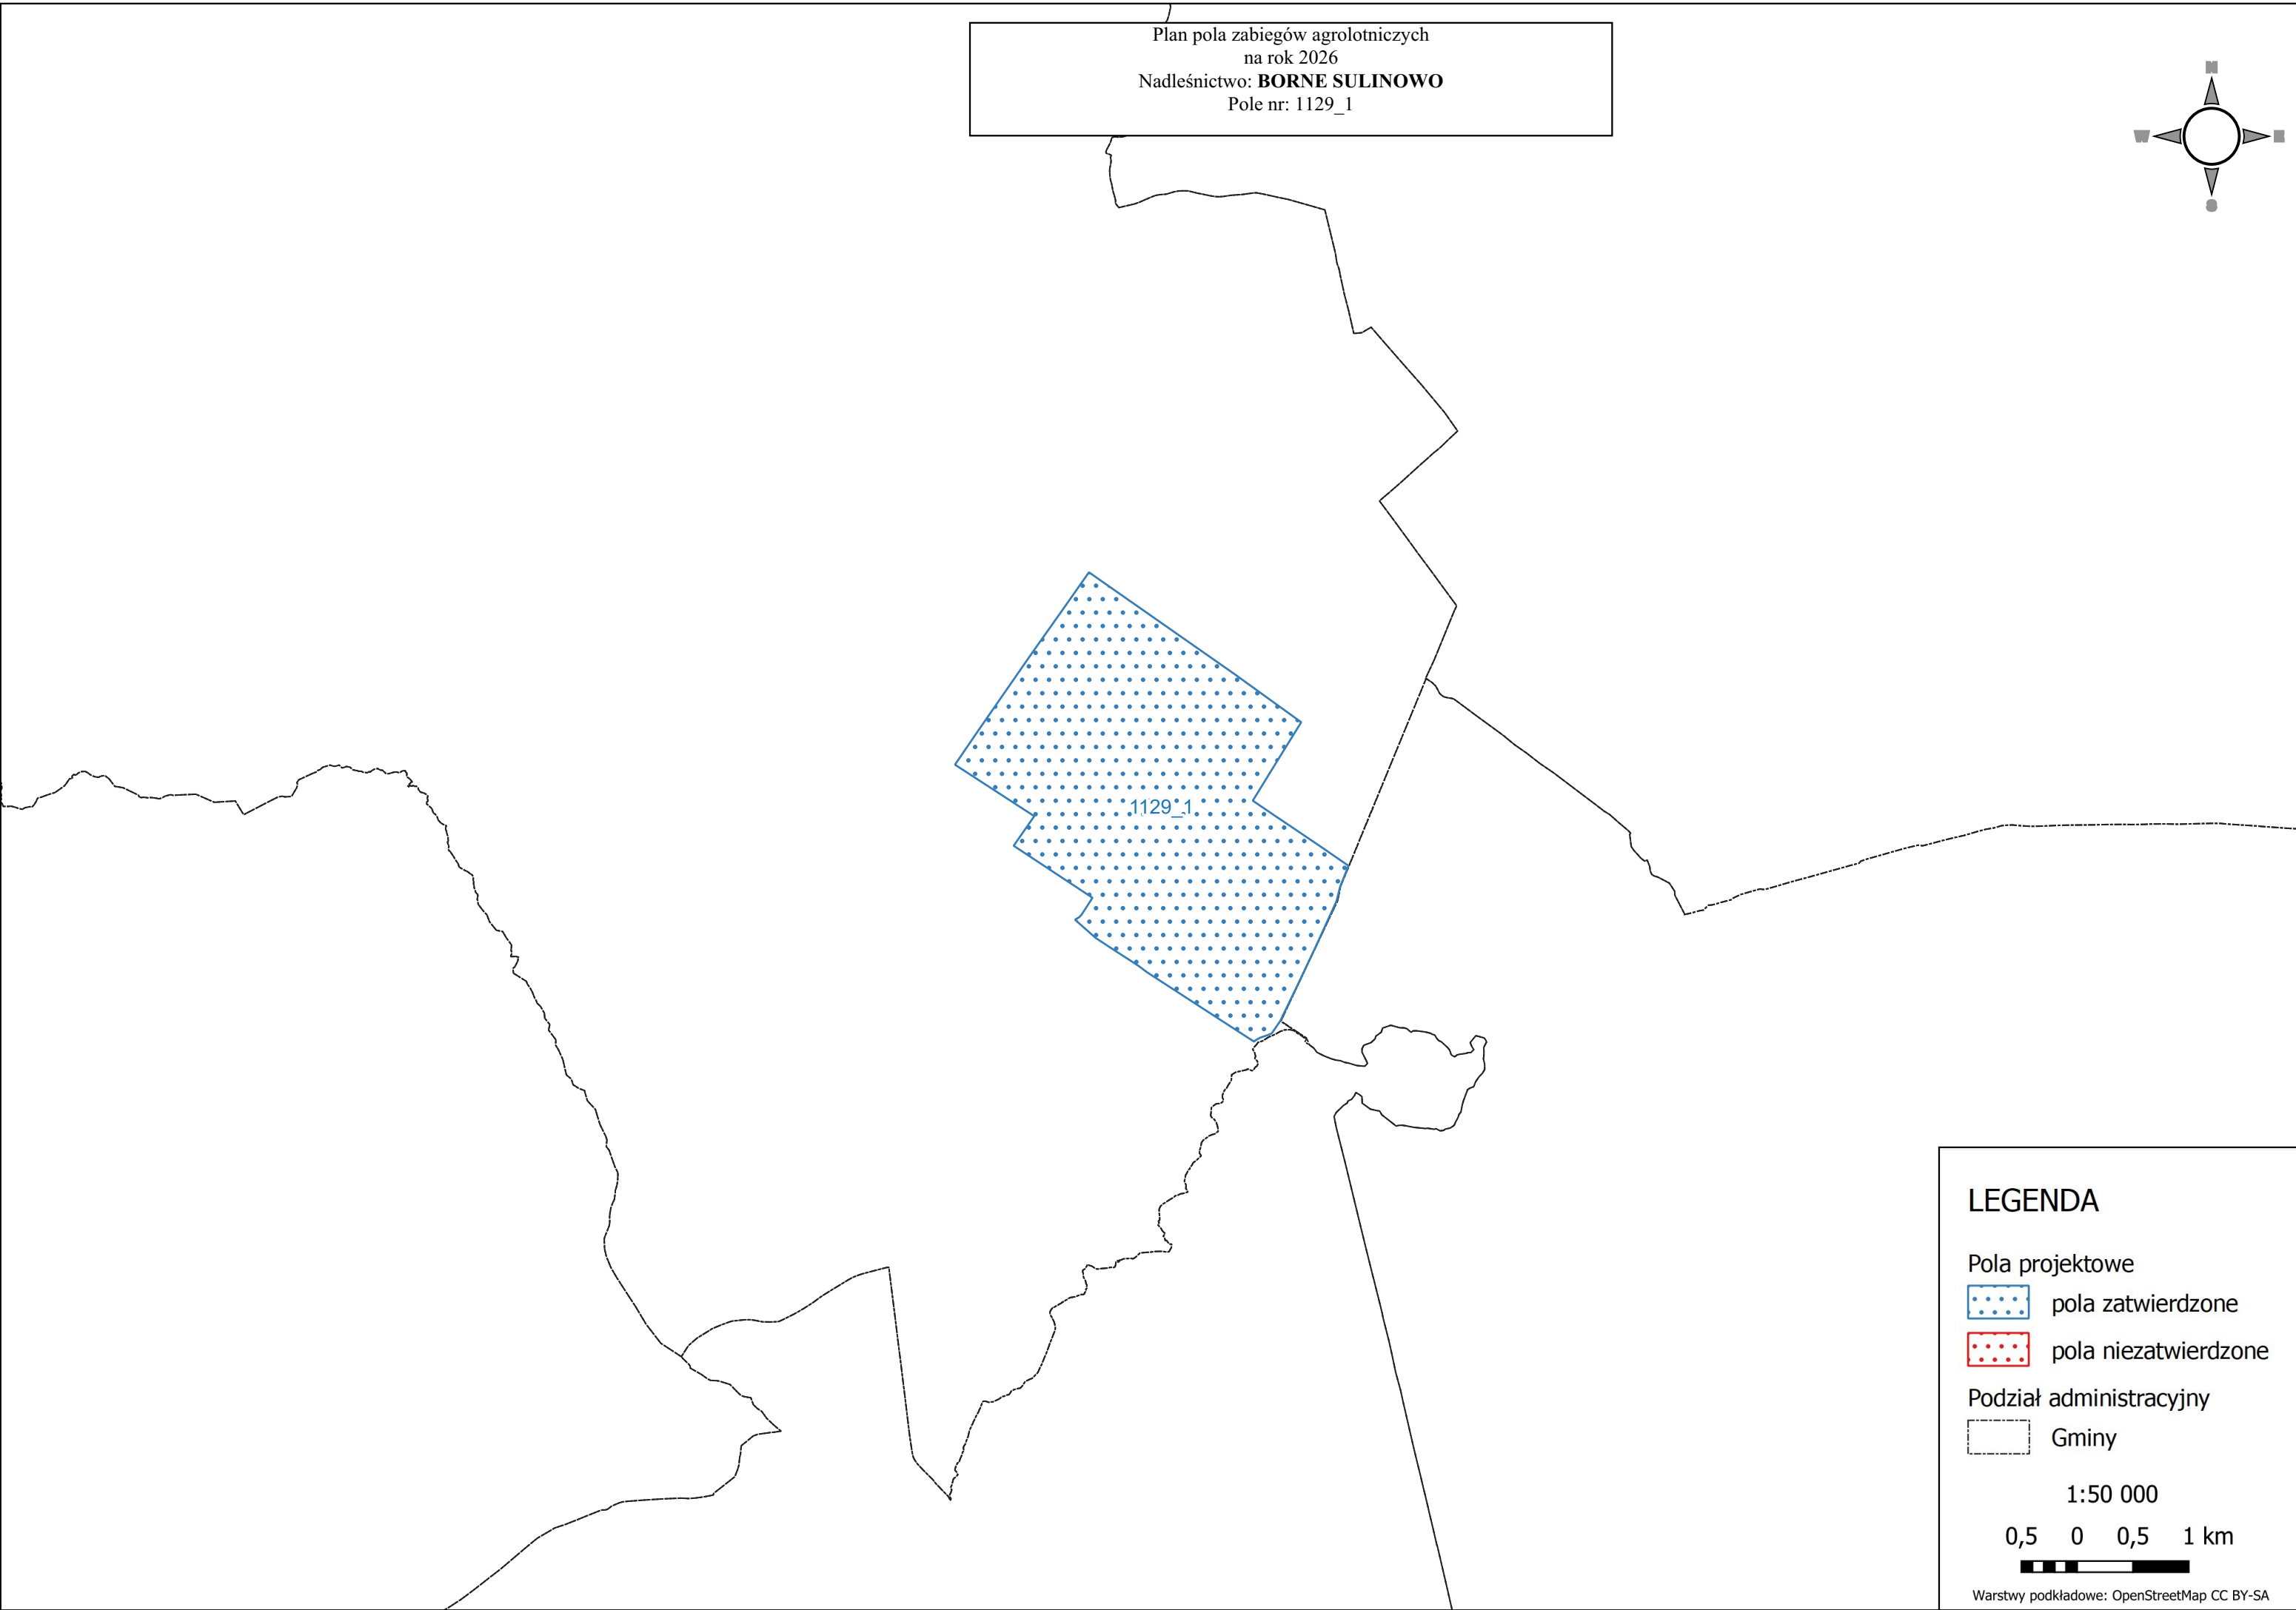 Plan pola zabiegów agrolotniczych
na rok 2026
Nadleśnictwo: BORNE SULINOWO
Pole nr: 1129_1
N
W E
S
1129_1
LEGENDA
Pola projektowe
pola zatwierdzone
pola niezatwierdzone
Podział administracyjny
Gminy
1:50 000
0,5 0 0,5 1 km
Warstwy podkładowe: OpenStreetMap CC BY-SA